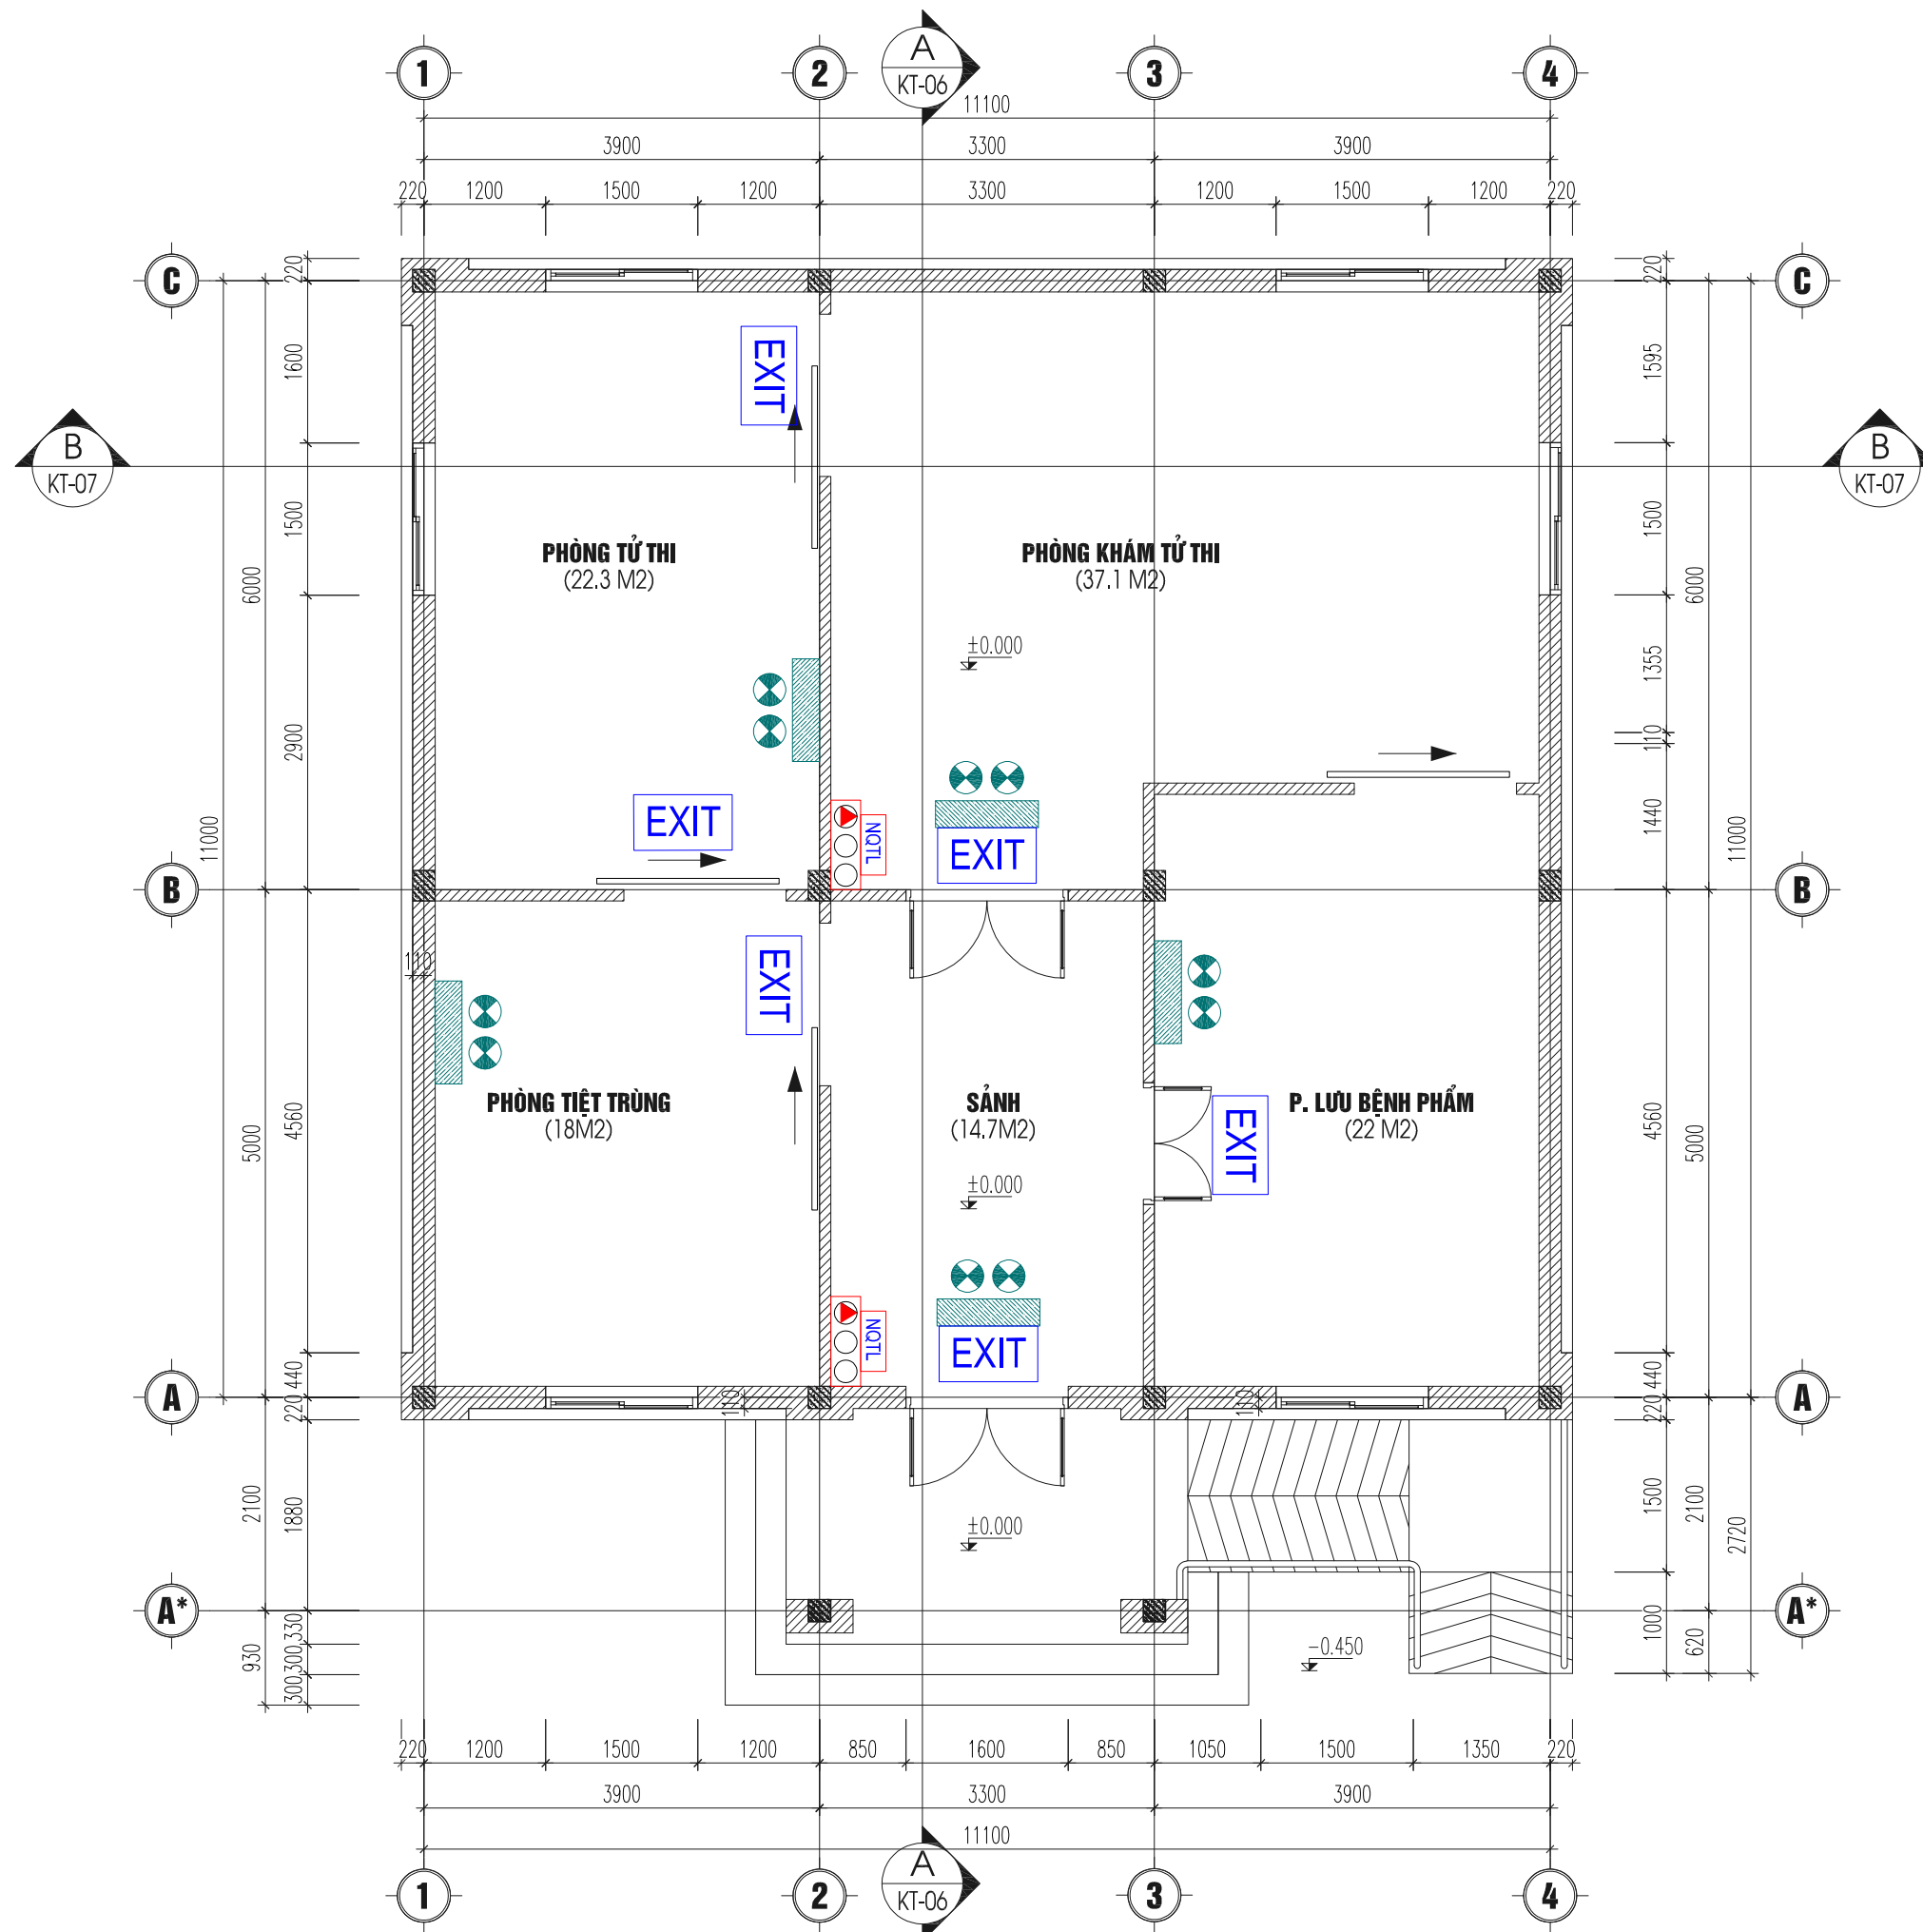 1
2
A
KT-06
3
4
11100
3900
3300
3900
220
1200
1500
1200
3300
1200
1500
1200
220
C
220
220
C
1600
1595
EXIT
B
KT-07
B
KT-07
1500
1500
6000
6000
PHÒNG TỬ THI
(22.3 M2)
PHÒNG KHÁM TỬ THI
(37.1 M2)
±0.000
1355
2900
110
1440
11000
11000
EXIT
NQTL
EXIT
B
B
110
EXIT
PHÒNG TIỆT TRÙNG
(18M2)
SẢNH
(14,7M2)
P. LƯU BỆNH PHẨM
(22 M2)
EXIT
4560
4560
5000
5000
±0.000
NQTL
EXIT
440
440
A
220
110
110
220
A
2100
1880
±0.000
1500
2100
2720
A*
A*
330
300
300
930
-0.450
1000
620
220
1200
1500
1200
850
1600
850
1050
1500
1350
220
3900
3300
3900
11100
1
2
A
KT-06
3
4